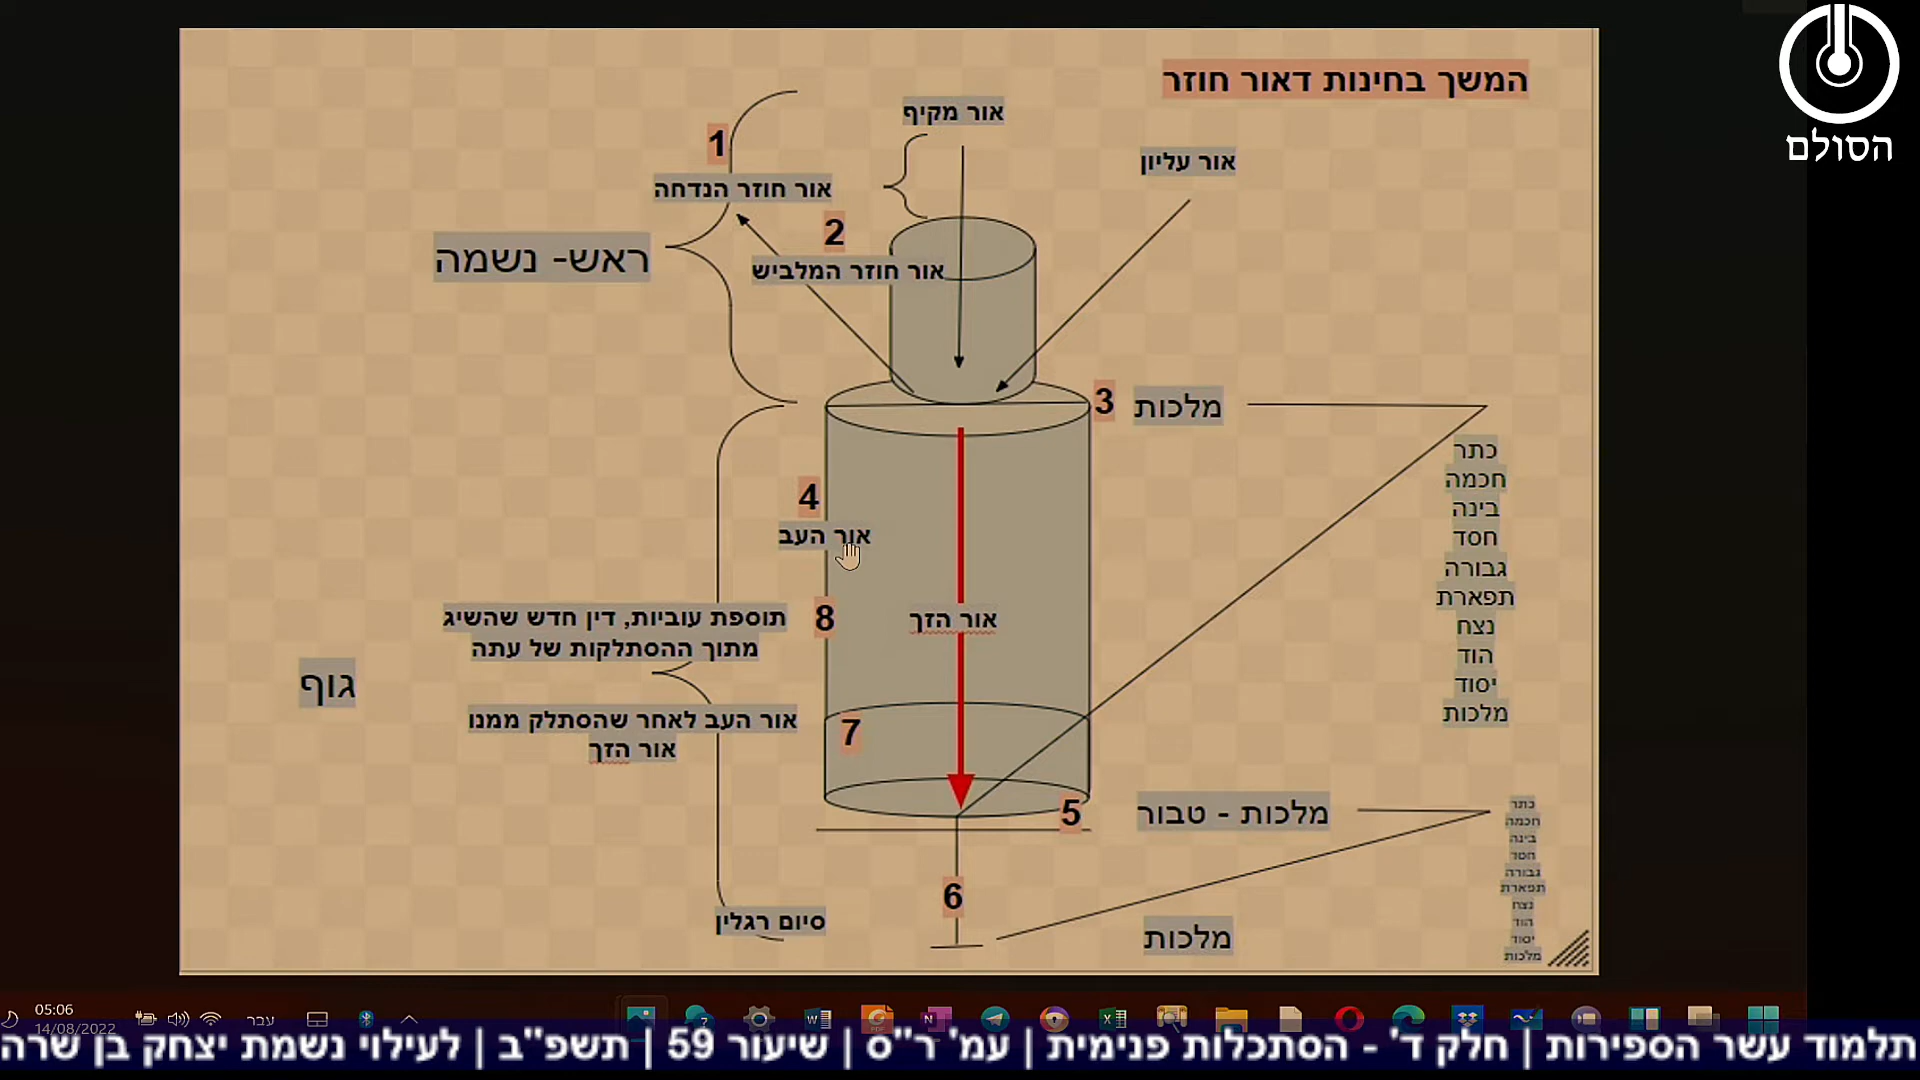 הסולם
המשך בחינות דאור חוזר
אור מקיף
אור עליון
1
אור חוזר הנדחה
2
אור חוזר המלביש
ראש- נשמה
3
מלכות
כתר
חכמה
בינה
חסד
גבורה
תפארת
נצח
הוד
יסוד
מלכות
4
אור העב
8
תוספת עוביות, דין חדש שהשיג
מתוך ההסתלקות של עתה
אור הזך
גוף
אור העב לאחר שהסתלק ממנו
אור הזך
7
5
מלכות - טבור
כתר
חכמה
בינה
חסד
גבורה
תפארת
נצח
הוד
יסוד
מלכות
6
סיום רגלין
מלכות
05:06
14/08/2022
עבר
תלמוד עשר הספירות | חלק ד' - הסתכלות פנימית | עמ' ר''ס | שיעור 59 | תשפ''ב | לעילוי נשמת יצחק בן שרה